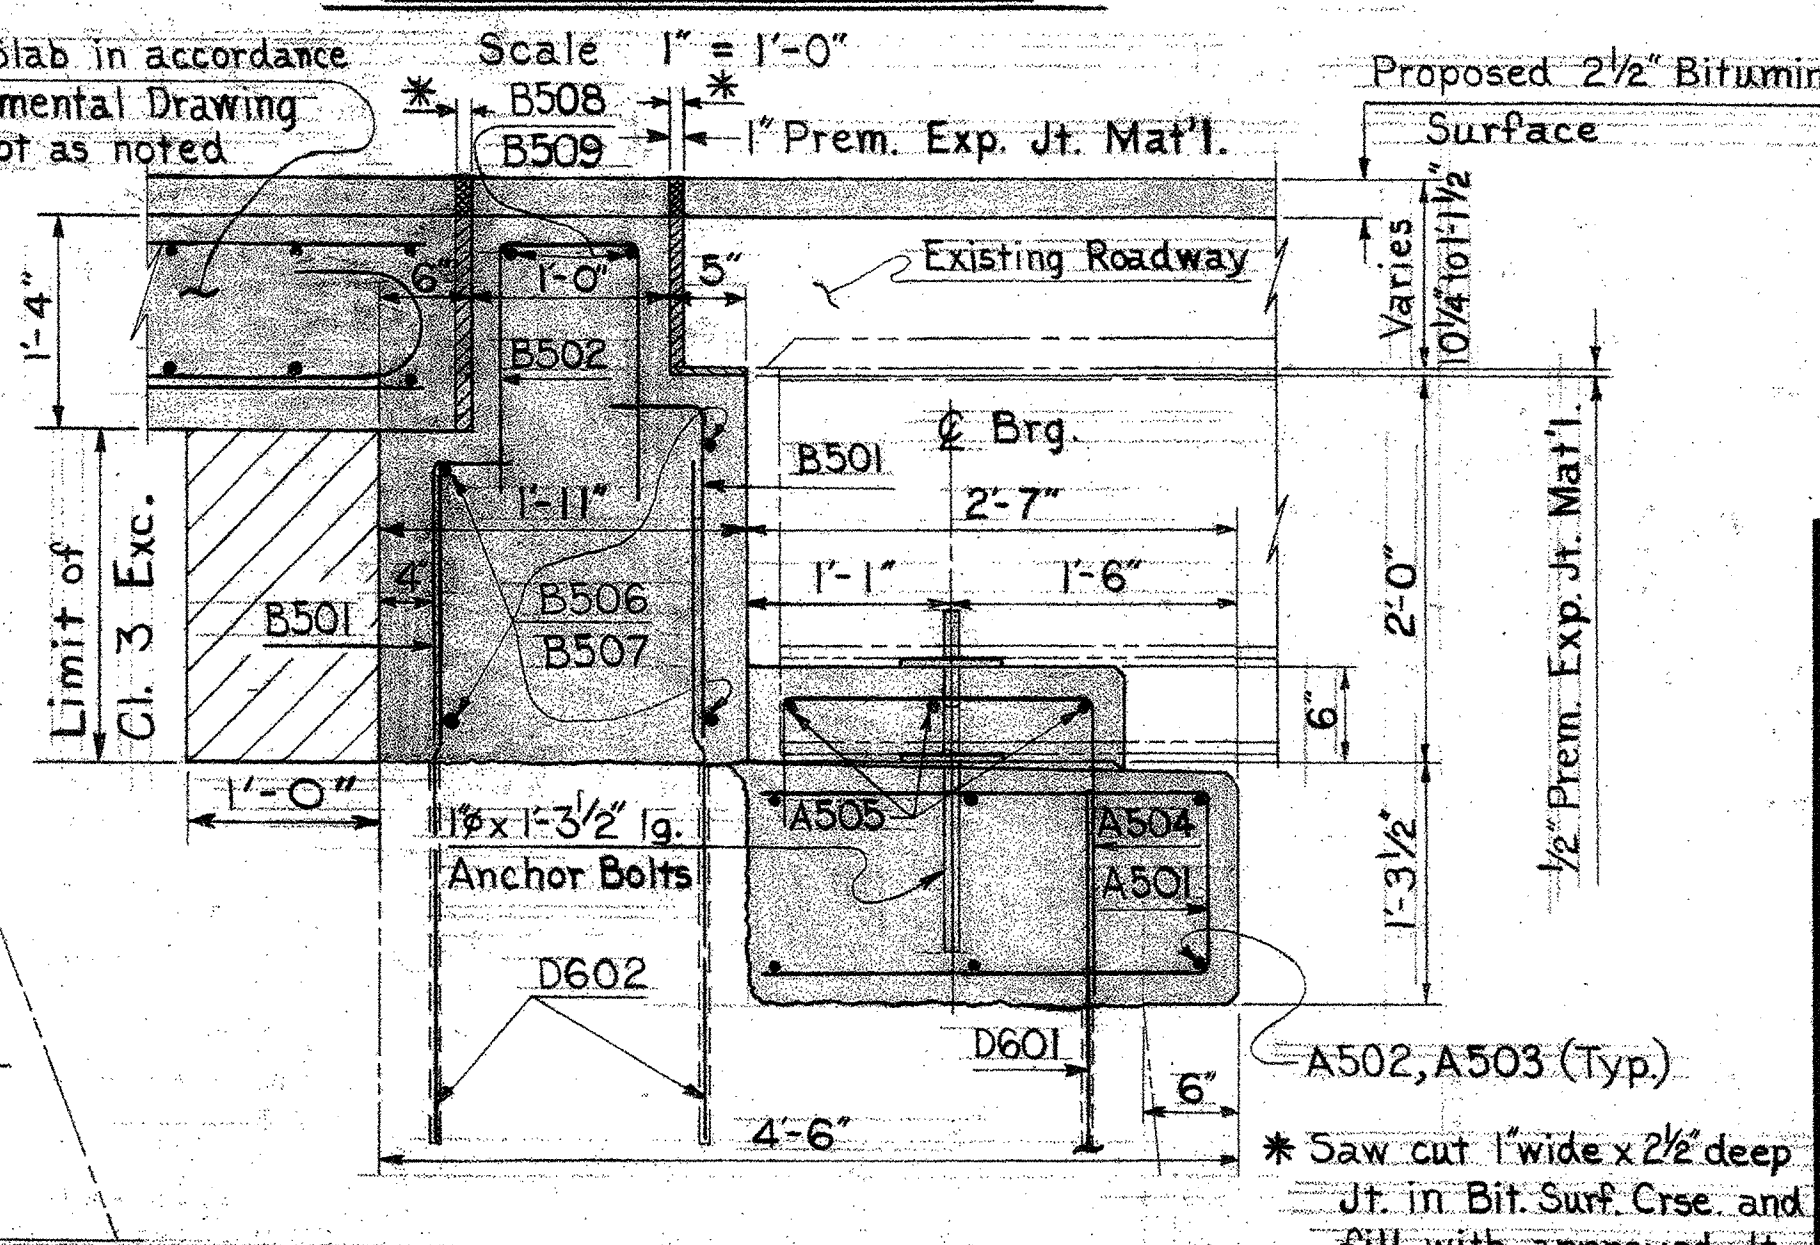 Scale 1" = 1'-0"
slab in accordance
mental Drawing
not as noted
*
B508
B509
*
1" Prem. Exp. Jt. Mat'l.
Proposed 2½" Bitumin
Surface
1'-4"
6"
1'-0"
5"
Existing Roadway
Varies
10¼" to 1'-1½"
B502
℄ Brg.
B501
1'-11"
2'-7"
4"
1'-1"
1'-6"
B501
B506
B507
Limit of
Cl. 3 Exc.
2'-0"
½" Prem. Exp. Jt. Mat'l.
6"
1'-0"
1"ø x 1'-3½" lg.
Anchor Bolts
A505
A504
A501
1'-3½"
D602
D601
A502, A503 (Typ.)
6"
4'-6"
* Saw cut 1" wide x 2½" deep
Jt. in Bit. Surf. Crse. and
fill with approved Jt.